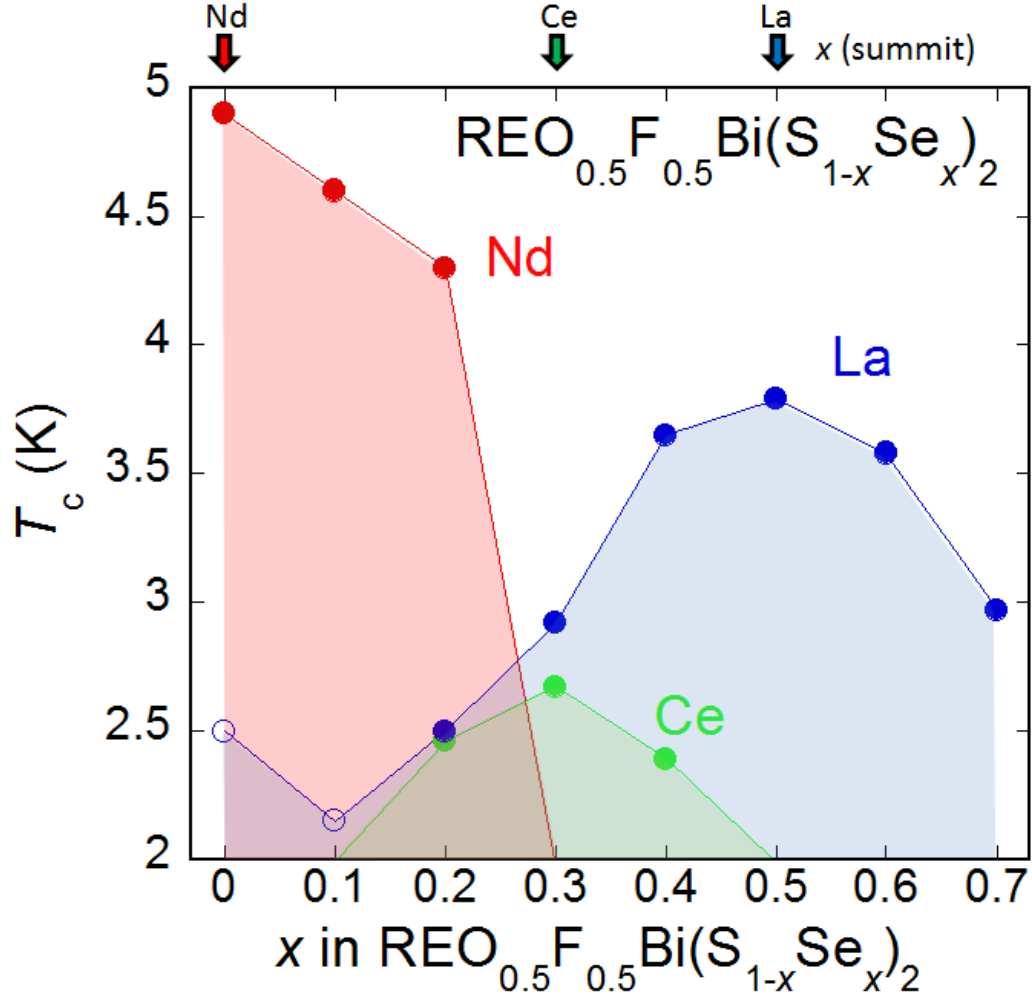 Nd Ce La
x (summit)
REO0.5F0.5Bi(S1-xSex)2
Nd
La
Ce
Tc (K)
5
4.5
4
3.5
3
2.5
2
0 0.1 0.2 0.3 0.4 0.5 0.6 0.7
x in REO0.5F0.5Bi(S1-xSex)2